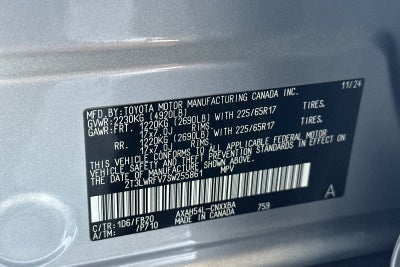 MFD.BY:TOYOTA MOTOR MANUFACTURING CANADA INC. 11/24
GVWR:2230KG (4920LB)
GAWR: FRT. 1220KG (2690LB) WITH 225/65R17 TIRES.
17X7.0J RIMS
RR. 1220KG (2690LB) WITH 225/65R17 TIRES.
17X7.0J RIMS
THIS VEHICLE CONFORMS TO ALL APPLICABLE FEDERAL MOTOR
VEHICLE SAFETY AND THEFT PREVENTION STANDARDS IN EFFECT
ON THE DATE OF MANUFACTURE SHOWN ABOVE.
MPV
A
C/TR:1D6/FB20 AXAH54L-CNXXBA 759
A/TM: /P710 MADE IN CANADA